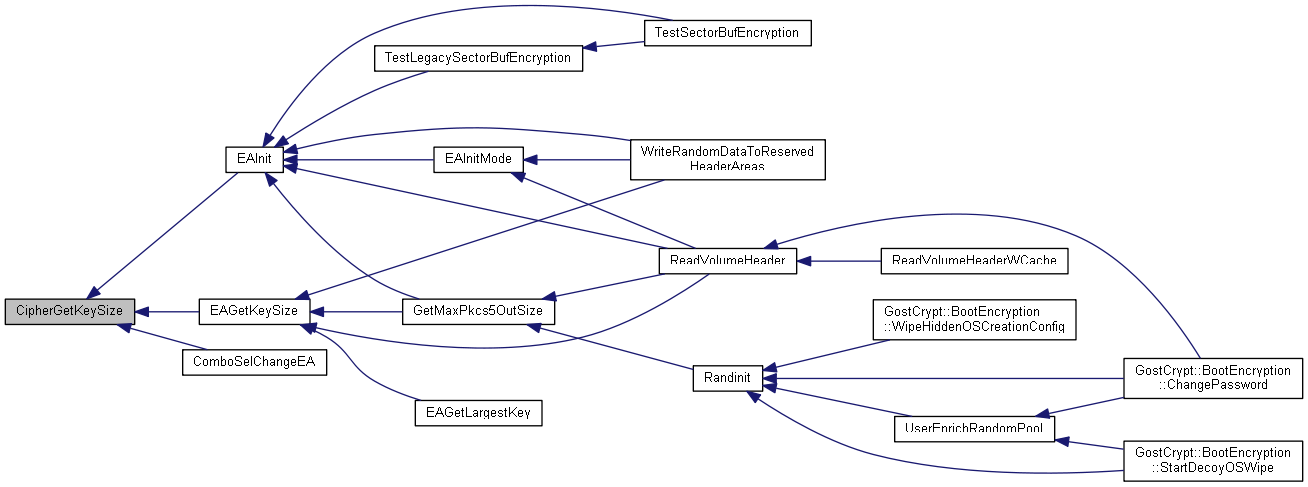 TestSectorBufEncryption
TestLegacySectorBufEncryption
EAInit
EAInitMode
WriteRandomDataToReserved
HeaderAreas
ReadVolumeHeader
ReadVolumeHeaderWCache
CipherGetKeySize
EAGetKeySize
GetMaxPkcs5OutSize
GostCrypt::BootEncryption
::WipeHiddenOSCreationConfig
ComboSelChangeEA
Randinit
GostCrypt::BootEncryption
::ChangePassword
EAGetLargestKey
UserEnrichRandomPool
GostCrypt::BootEncryption
::StartDecoyOSWipe